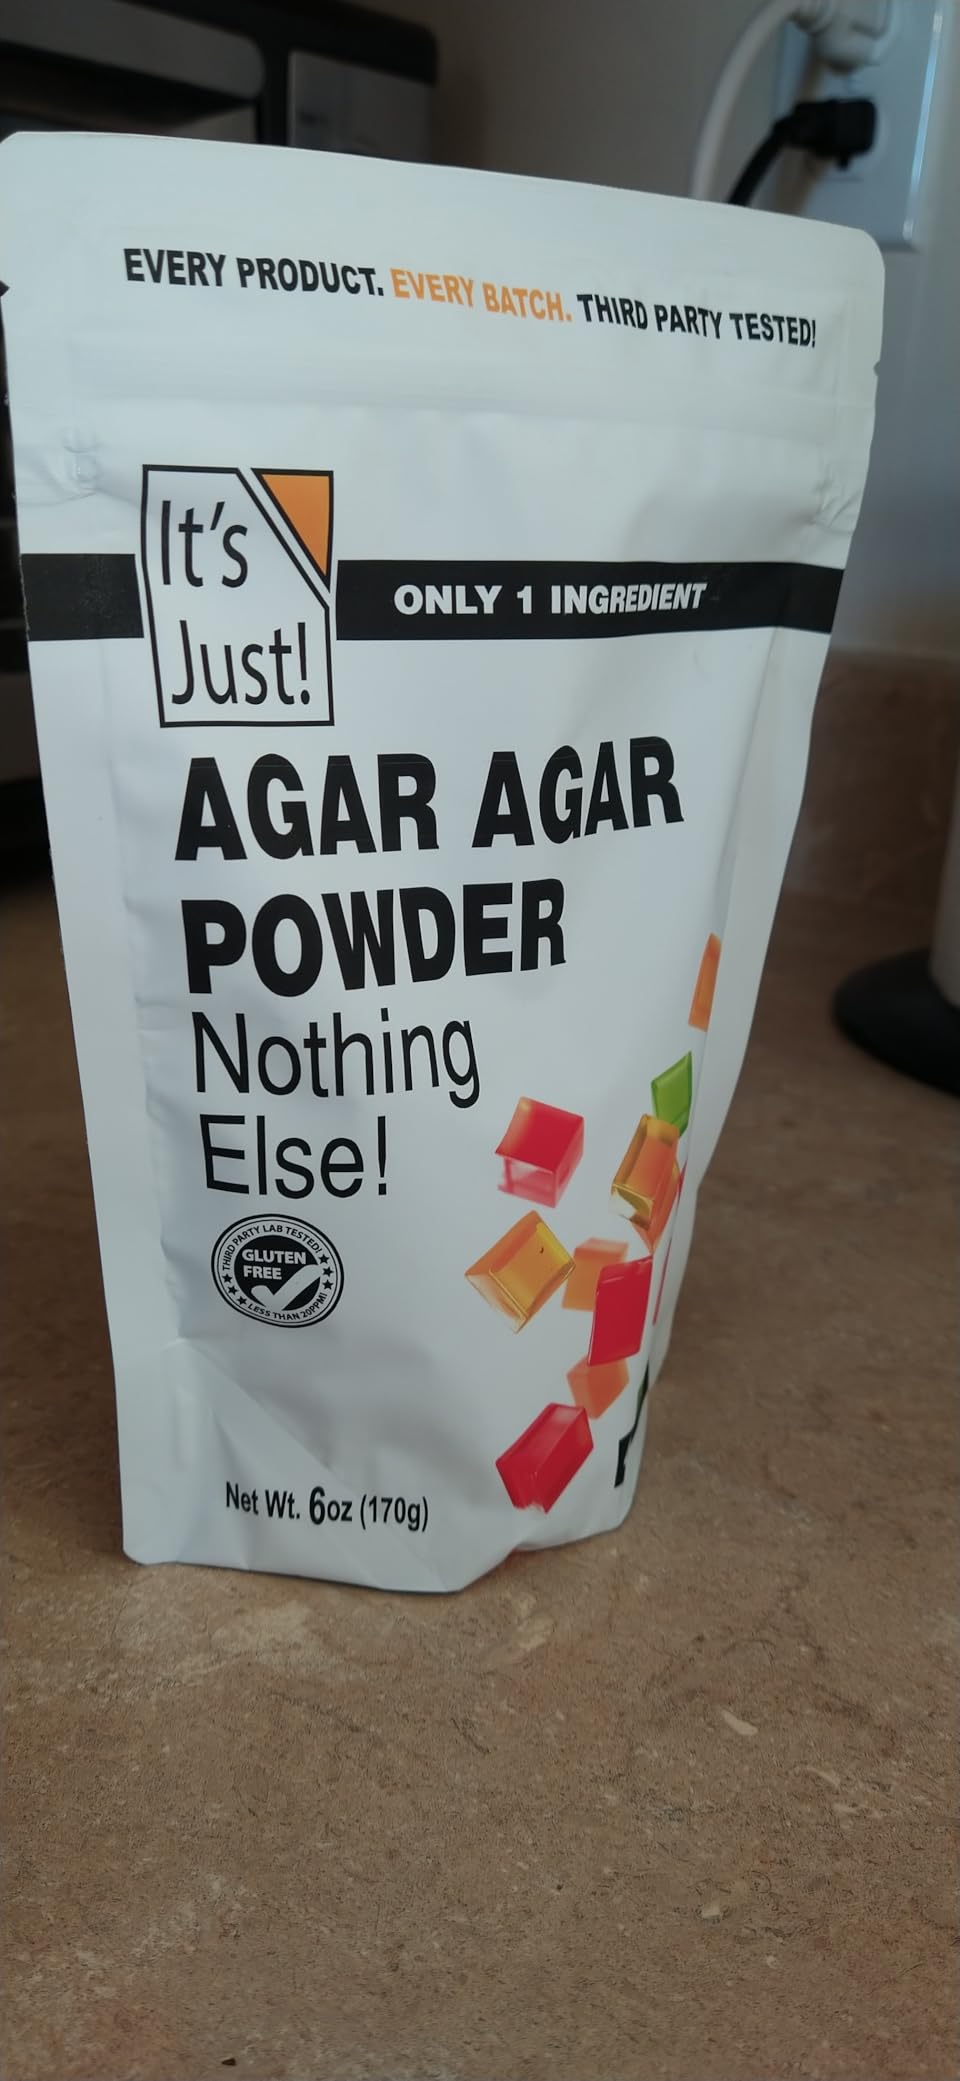 EVERY PRODUCT. EVERY BATCH. THIRD PARTY TESTED!
It's
Just!
ONLY 1 INGREDIENT
AGAR AGAR
POWDER
Nothing
Else!
THIRD PARTY LAB TESTED!
GLUTEN
FREE
LESS THAN 20PPM!
Net Wt. 6oz (170g)